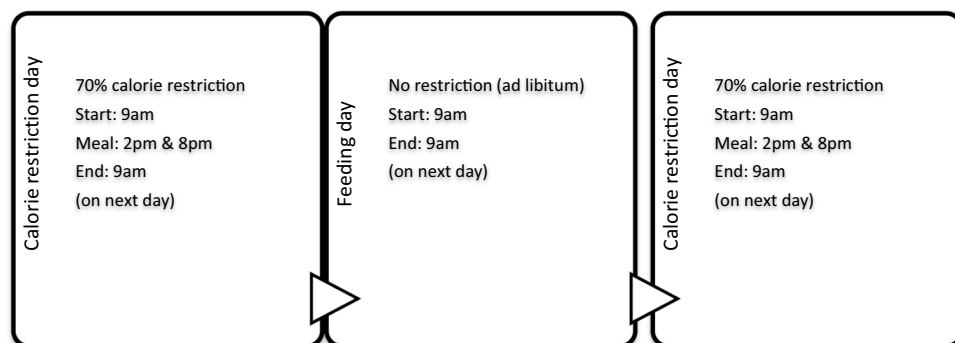 Calorie restriction day
70% calorie restriction
Start: 9am
Meal: 2pm & 8pm
End: 9am
(on next day)
Feeding day
No restriction (ad libitum)
Start: 9am
End: 9am
(on next day)
Calorie restriction day
70% calorie restriction
Start: 9am
Meal: 2pm & 8pm
End: 9am
(on next day)